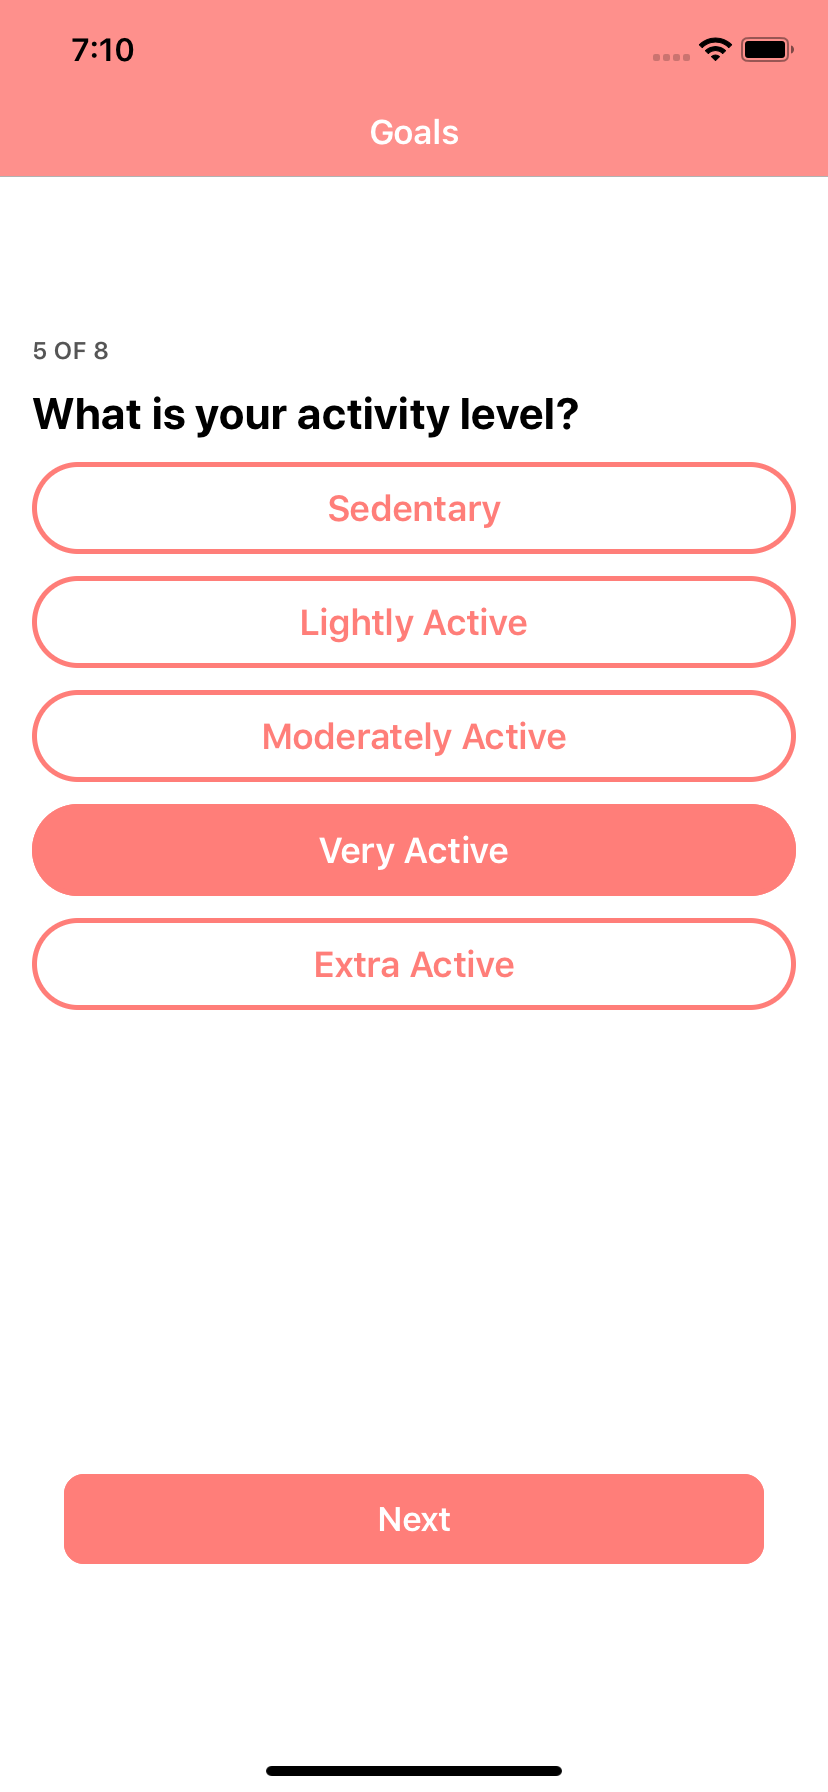 7:10
Goals
5 OF 8
What is your activity level?
Sedentary
Lightly Active
Moderately Active
Very Active
Extra Active
Next